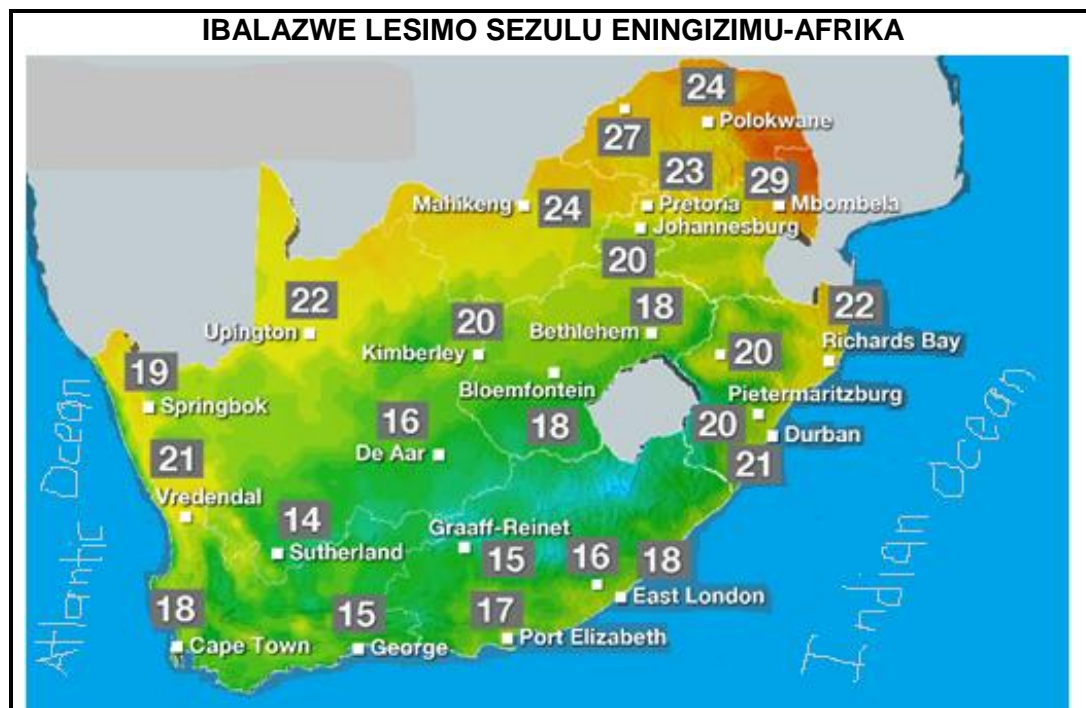 IBALAZWE LESIMO SEZULU ENINGIZIMU-AFRIKA
24
Polokwane
27
23
29
Mahikeng
24
Pretoria
Mbombela
Johannesburg
20
22
20
18
22
Upington
Kimberley
Bethlehem
20
Richards Bay
19
Bloemfontein
Pietermaritzburg
Springbok
16
18
20
Durban
De Aar
21
21
Vredendal
14
Graaff-Reinet
Sutherland
15
16
18
East London
18
15
17
Cape Town
George
Port Elizabeth
Atlantic Ocean
Indian Ocean